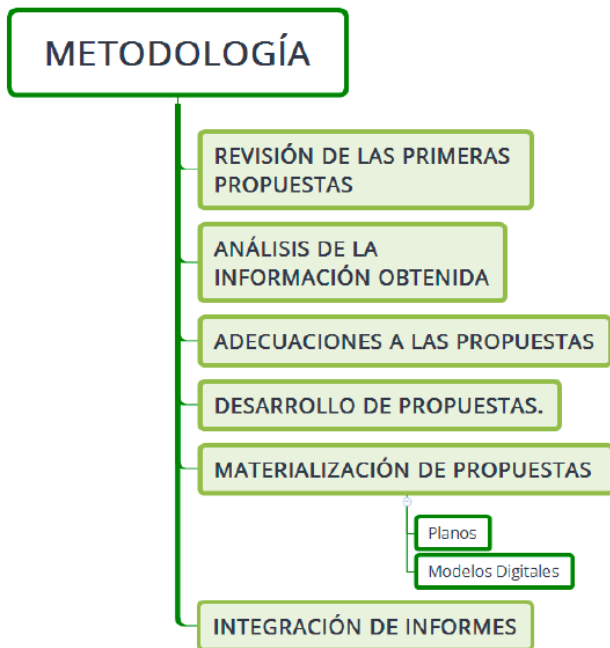 METODOLOGÍA
REVISIÓN DE LAS PRIMERAS
PROPUESTAS
ANÁLISIS DE LA
INFORMACIÓN OBTENIDA
ADECUACIONES A LAS PROPUESTAS
DESARROLLO DE PROPUESTAS.
MATERIALIZACIÓN DE PROPUESTAS
Planos
Modelos Digitales
INTEGRACIÓN DE INFORMES